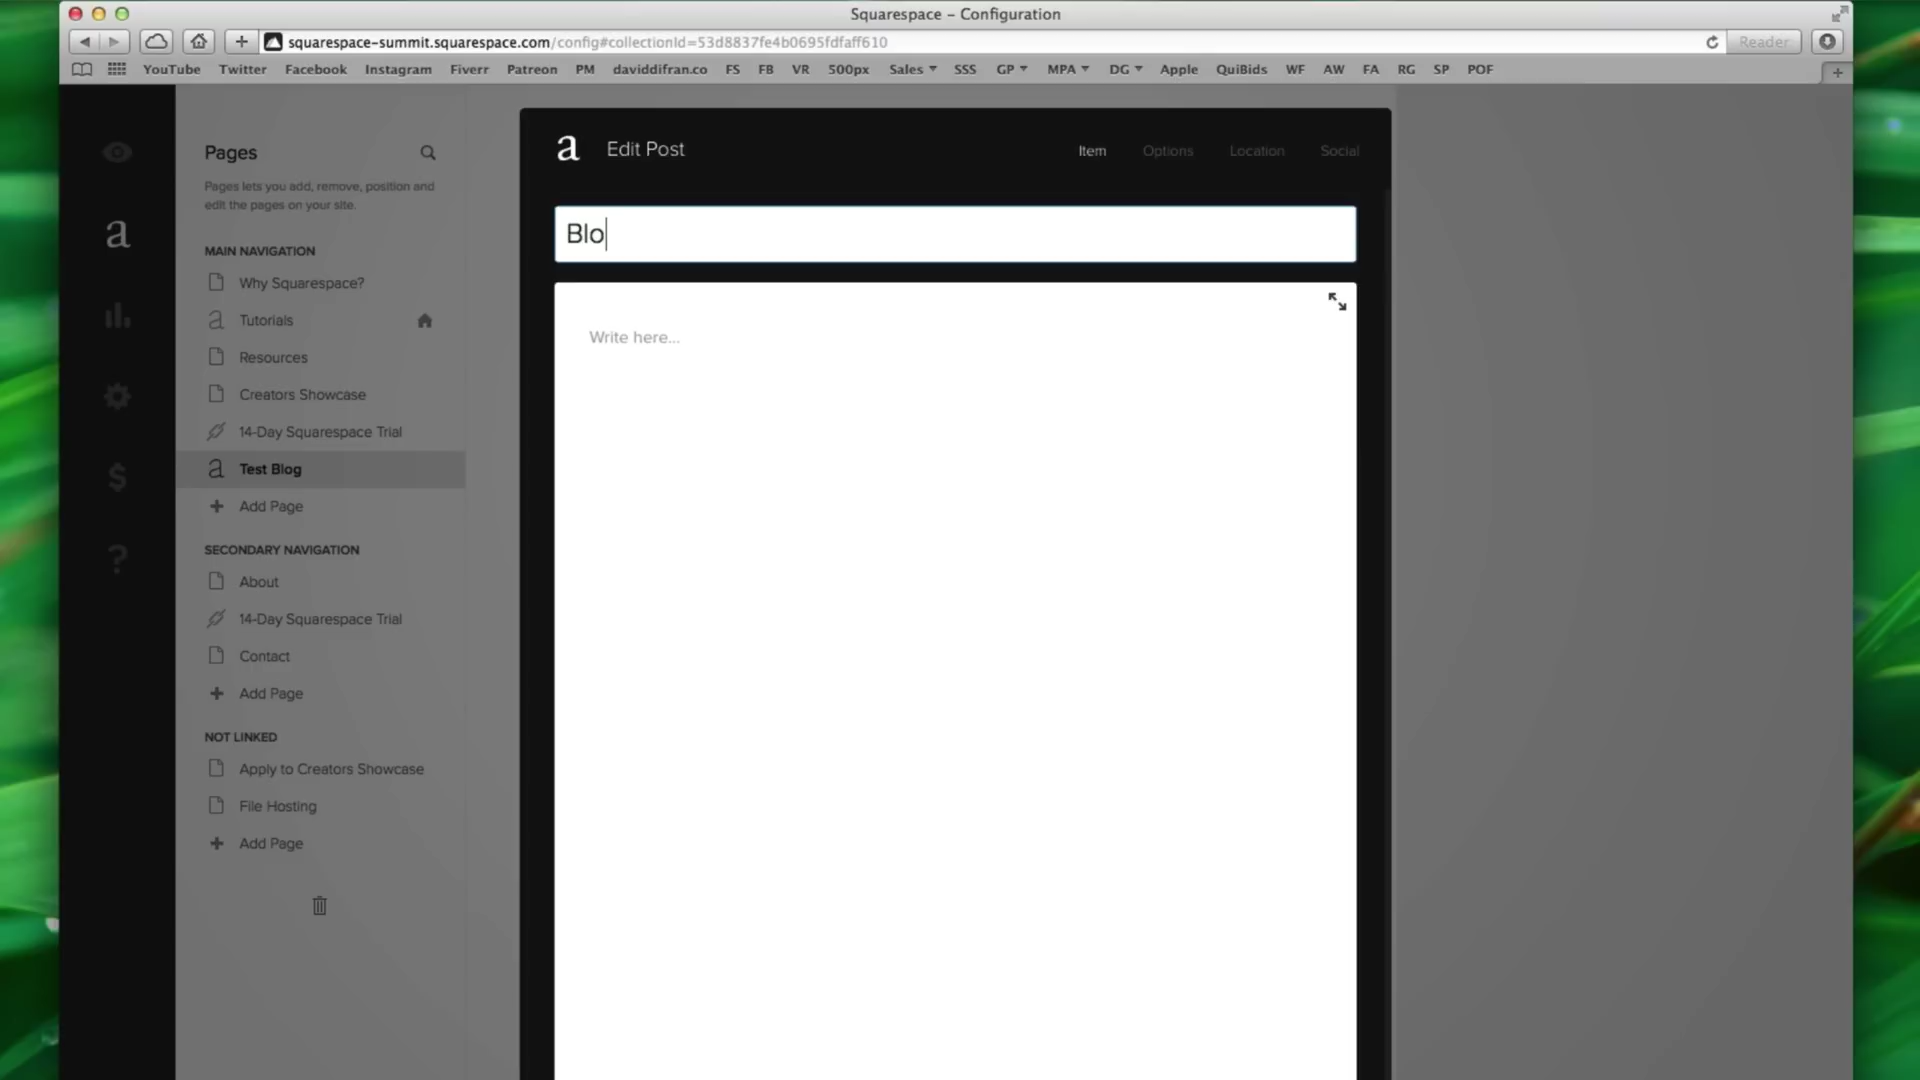 Squarespace – Configuration
squarespace-summit.squarespace.com/config#collectionId=53d8837fe4b0695fdfaff610
Reader
YouTube Twitter Facebook Instagram Fiverr Patreon PM daviddifran.co FS FB VR 500px Sales SSS GP MPA DG Apple QuiBids WF AW FA RG SP POF
Pages
Pages lets you add, remove, position and
edit the pages on your site.
MAIN NAVIGATION
Why Squarespace?
Tutorials
Resources
Creators Showcase
14-Day Squarespace Trial
Test Blog
Add Page
SECONDARY NAVIGATION
About
14-Day Squarespace Trial
Contact
Add Page
NOT LINKED
Apply to Creators Showcase
File Hosting
Add Page
a Edit Post
Item Options Location Social
Blo
Write here...